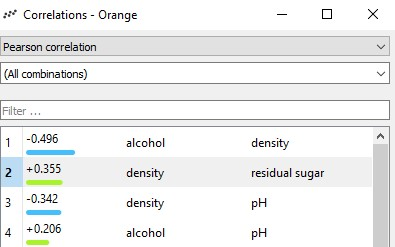 Correlations - Orange
Pearson correlation
(All combinations)
Filter ...
1 -0.496 alcohol density
2 +0.355 density residual sugar
3 -0.342 density pH
4 +0.206 alcohol pH